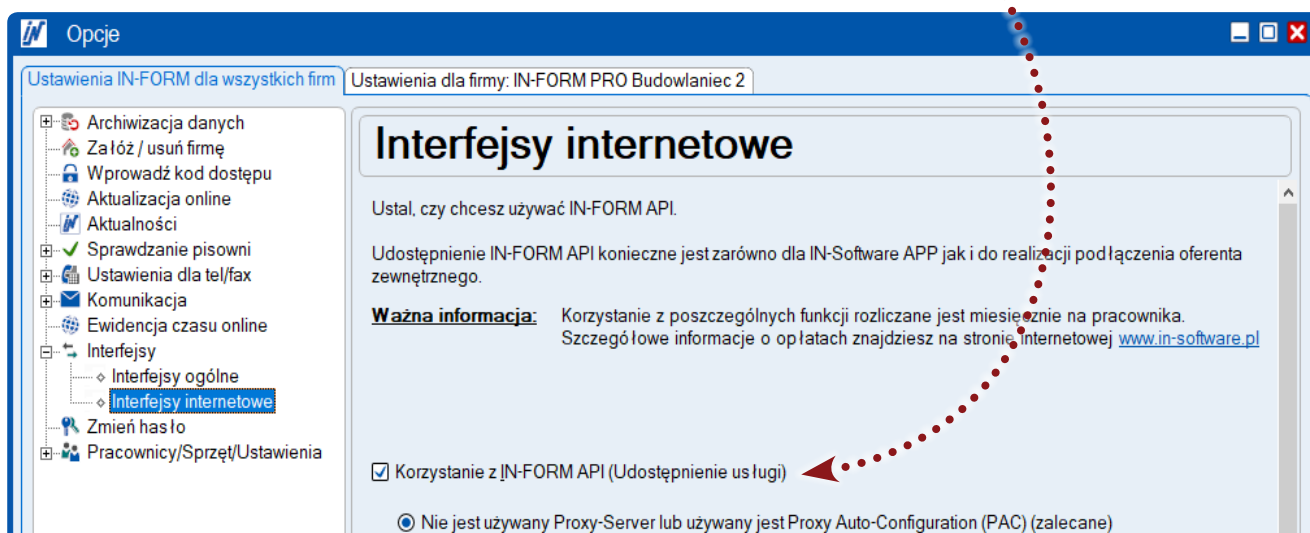 IN Opcje
Ustawienia IN-FORM dla wszystkich firm
Ustawienia dla firmy: IN-FORM PRO Budowlaniec 2
Archiwizacja danych
Załóż / usuń firmę
Wprowadź kod dostępu
Aktualizacja online
Aktualności
Sprawdzanie pisowni
Ustawienia dla tel/fax
Komunikacja
Ewidencja czasu online
Interfejsy
Interfejsy ogólne
Interfejsy internetowe
Zmień hasło
Pracownicy/Sprzęt/Ustawienia
Interfejsy internetowe
Ustal, czy chcesz używać IN-FORM API.
Udostępnienie IN-FORM API konieczne jest zarówno dla IN-Software APP jak i do realizacji podłączenia oferenta
zewnętrznego.
Ważna informacja: Korzystanie z poszczególnych funkcji rozliczane jest miesięcznie na pracownika.
Szczegółowe informacje o opłatach znajdziesz na stronie internetowej www.in-software.pl
Korzystanie z IN-FORM API (Udostępnienie usługi)
Nie jest używany Proxy-Server lub używany jest Proxy Auto-Configuration (PAC) (zalecane)